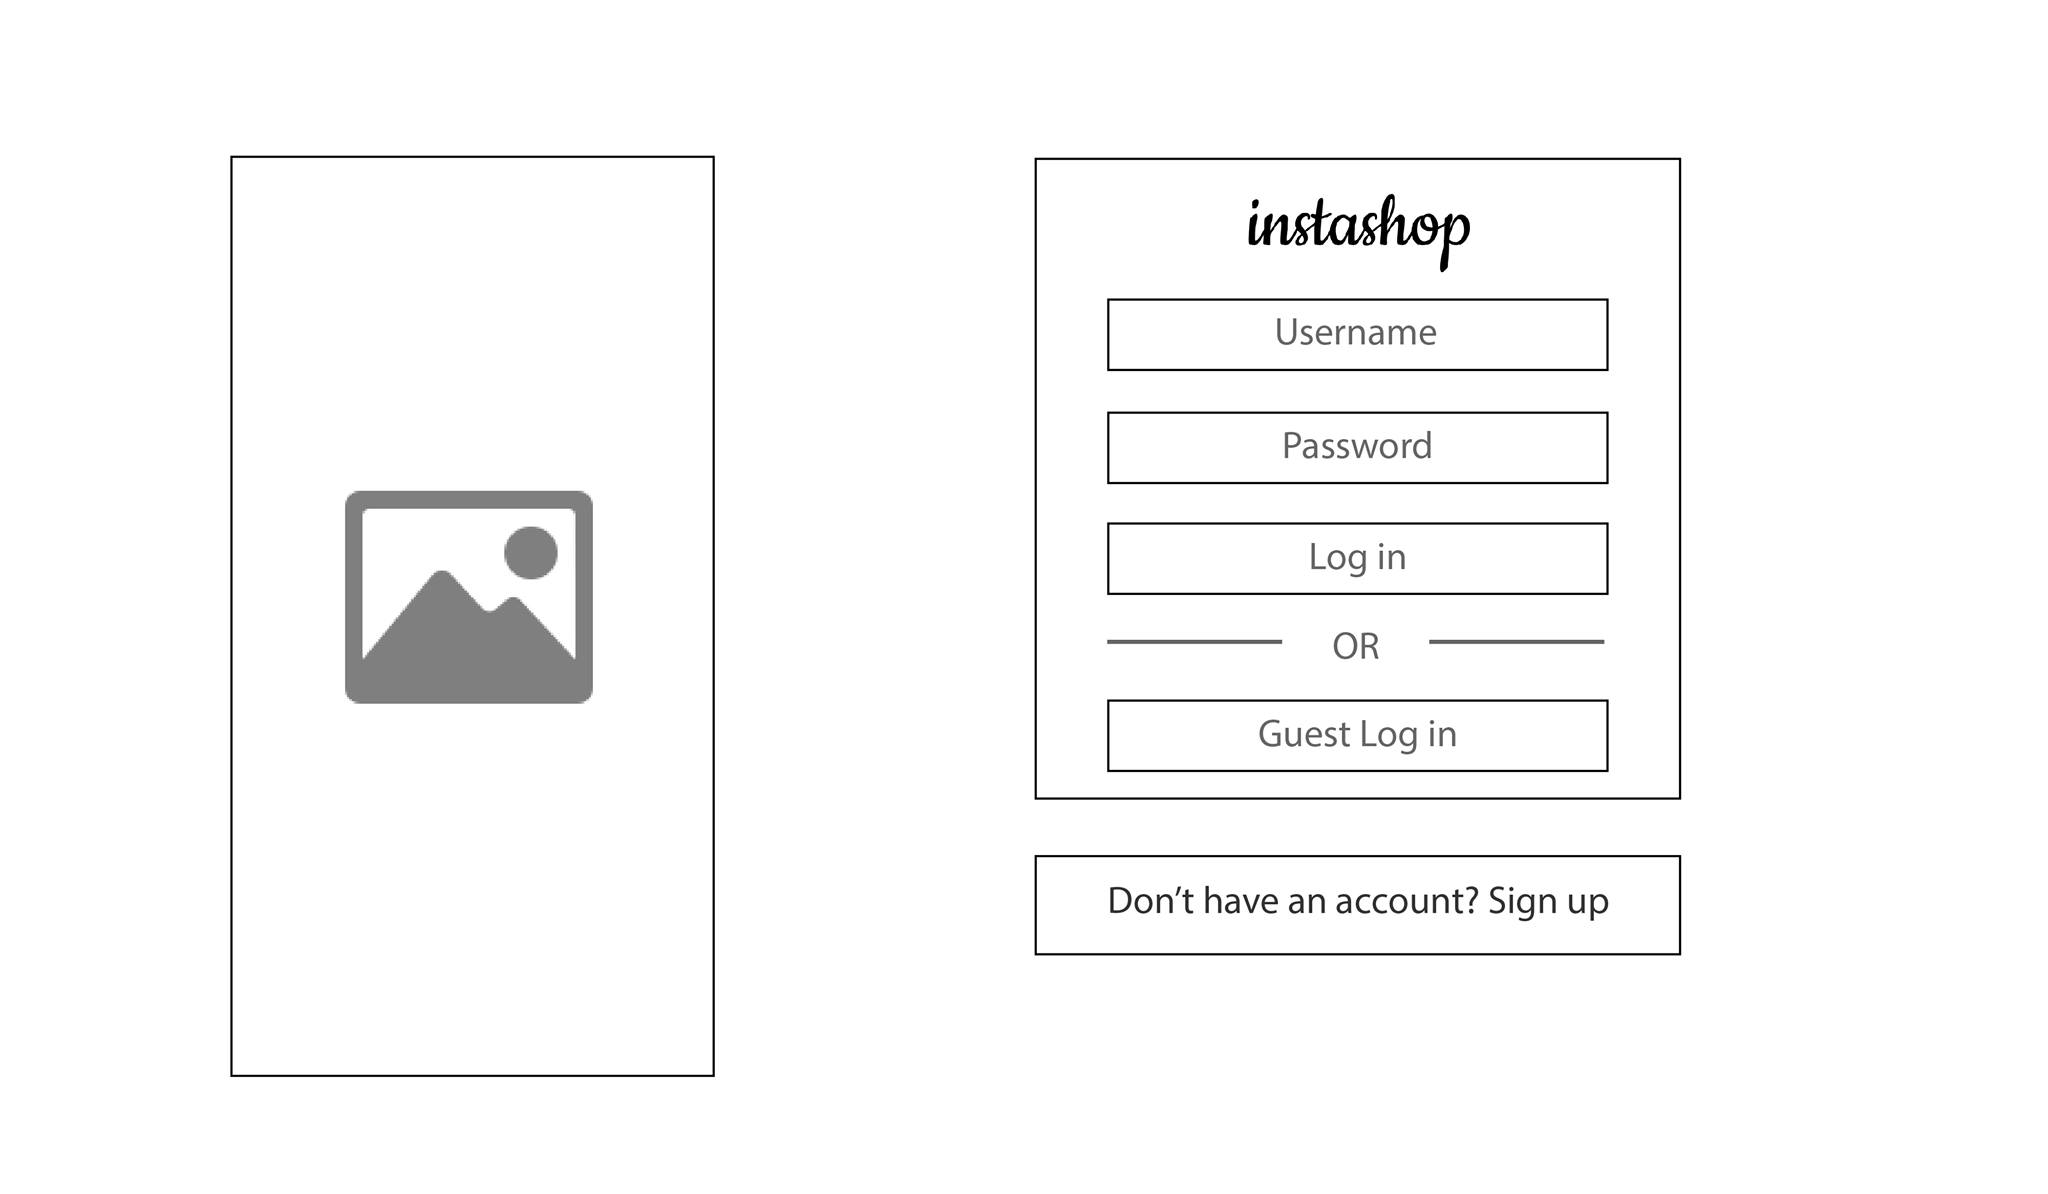 instashop
Username
Password
Log in
OR
Guest Log in
Don’t have an account? Sign up